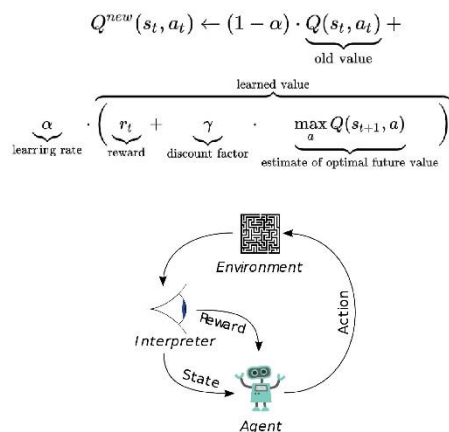 Q^{new}(s_t, a_t) ← (1 − α) · Q(s_t, a_t) +
old value
learned value
α · ( r_t + γ · max_a Q(s_{t+1}, a) )
learning rate reward discount factor estimate of optimal future value
Environment
Reward
Interpreter
Action
State
Agent